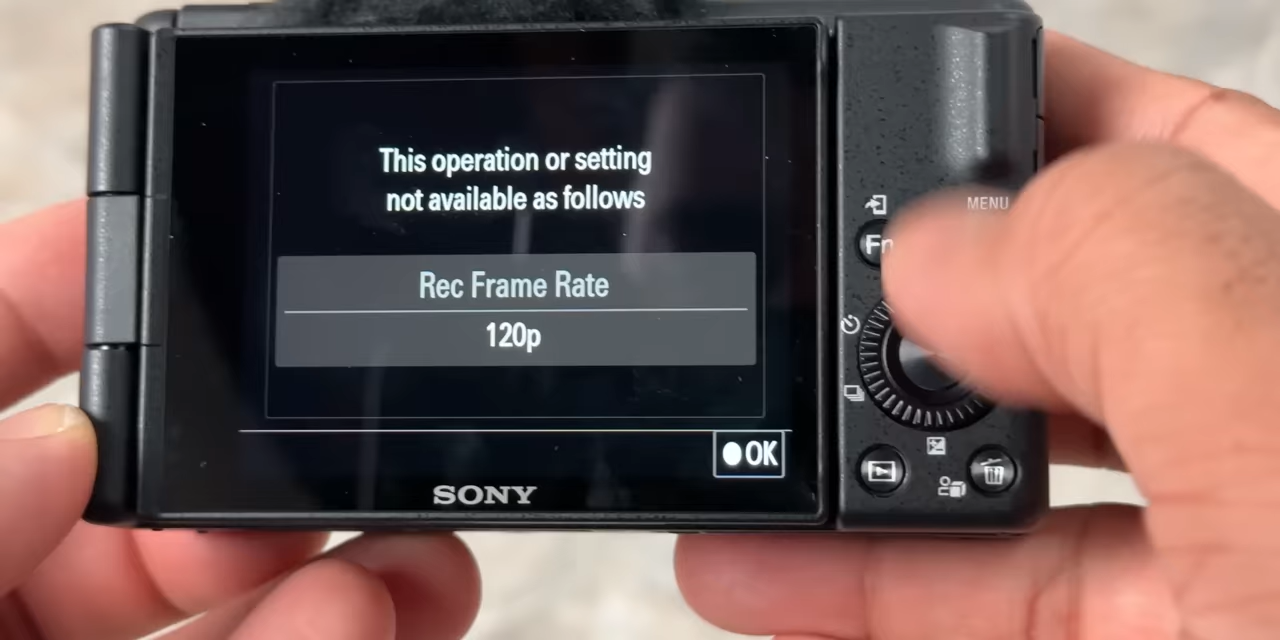 This operation or setting
not available as follows
Rec Frame Rate
120p
OK
SONY
MENU
Fn